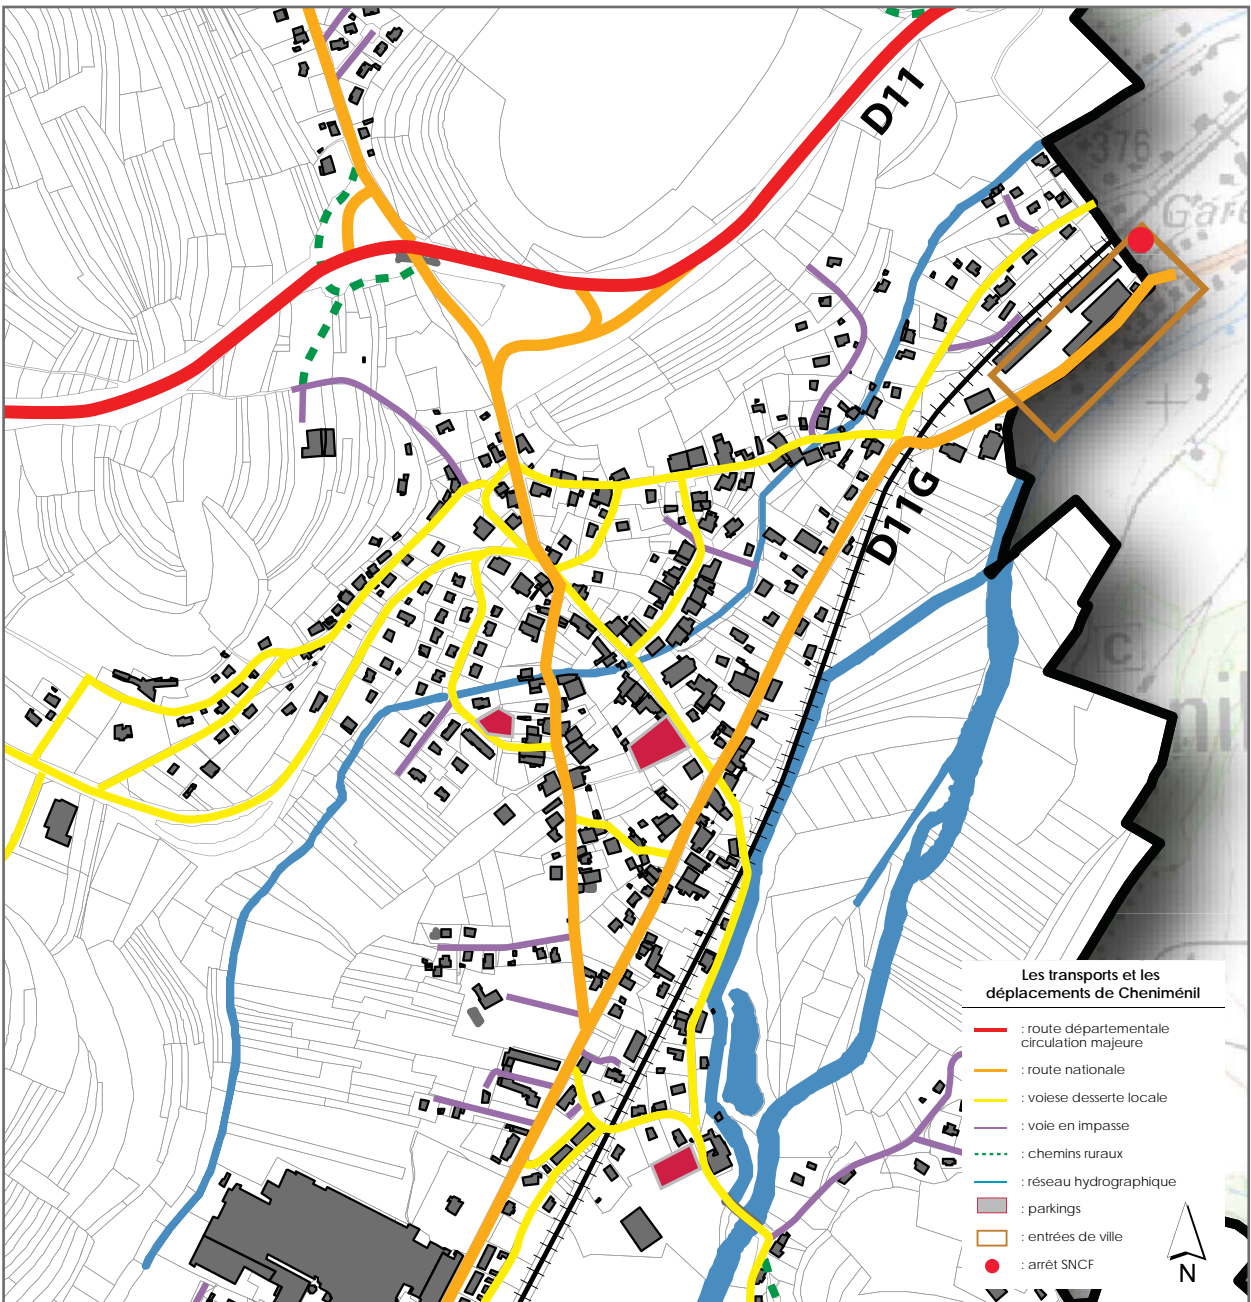 D11
376
Gare
D11G
C
Les transports et les
déplacements de Cheniménil
: route départementale
circulation majeure
: route nationale
: voiese desserte locale
: voie en impasse
: chemins ruraux
: réseau hydrographique
: parkings
: entrées de ville
: arrét SNCF
N